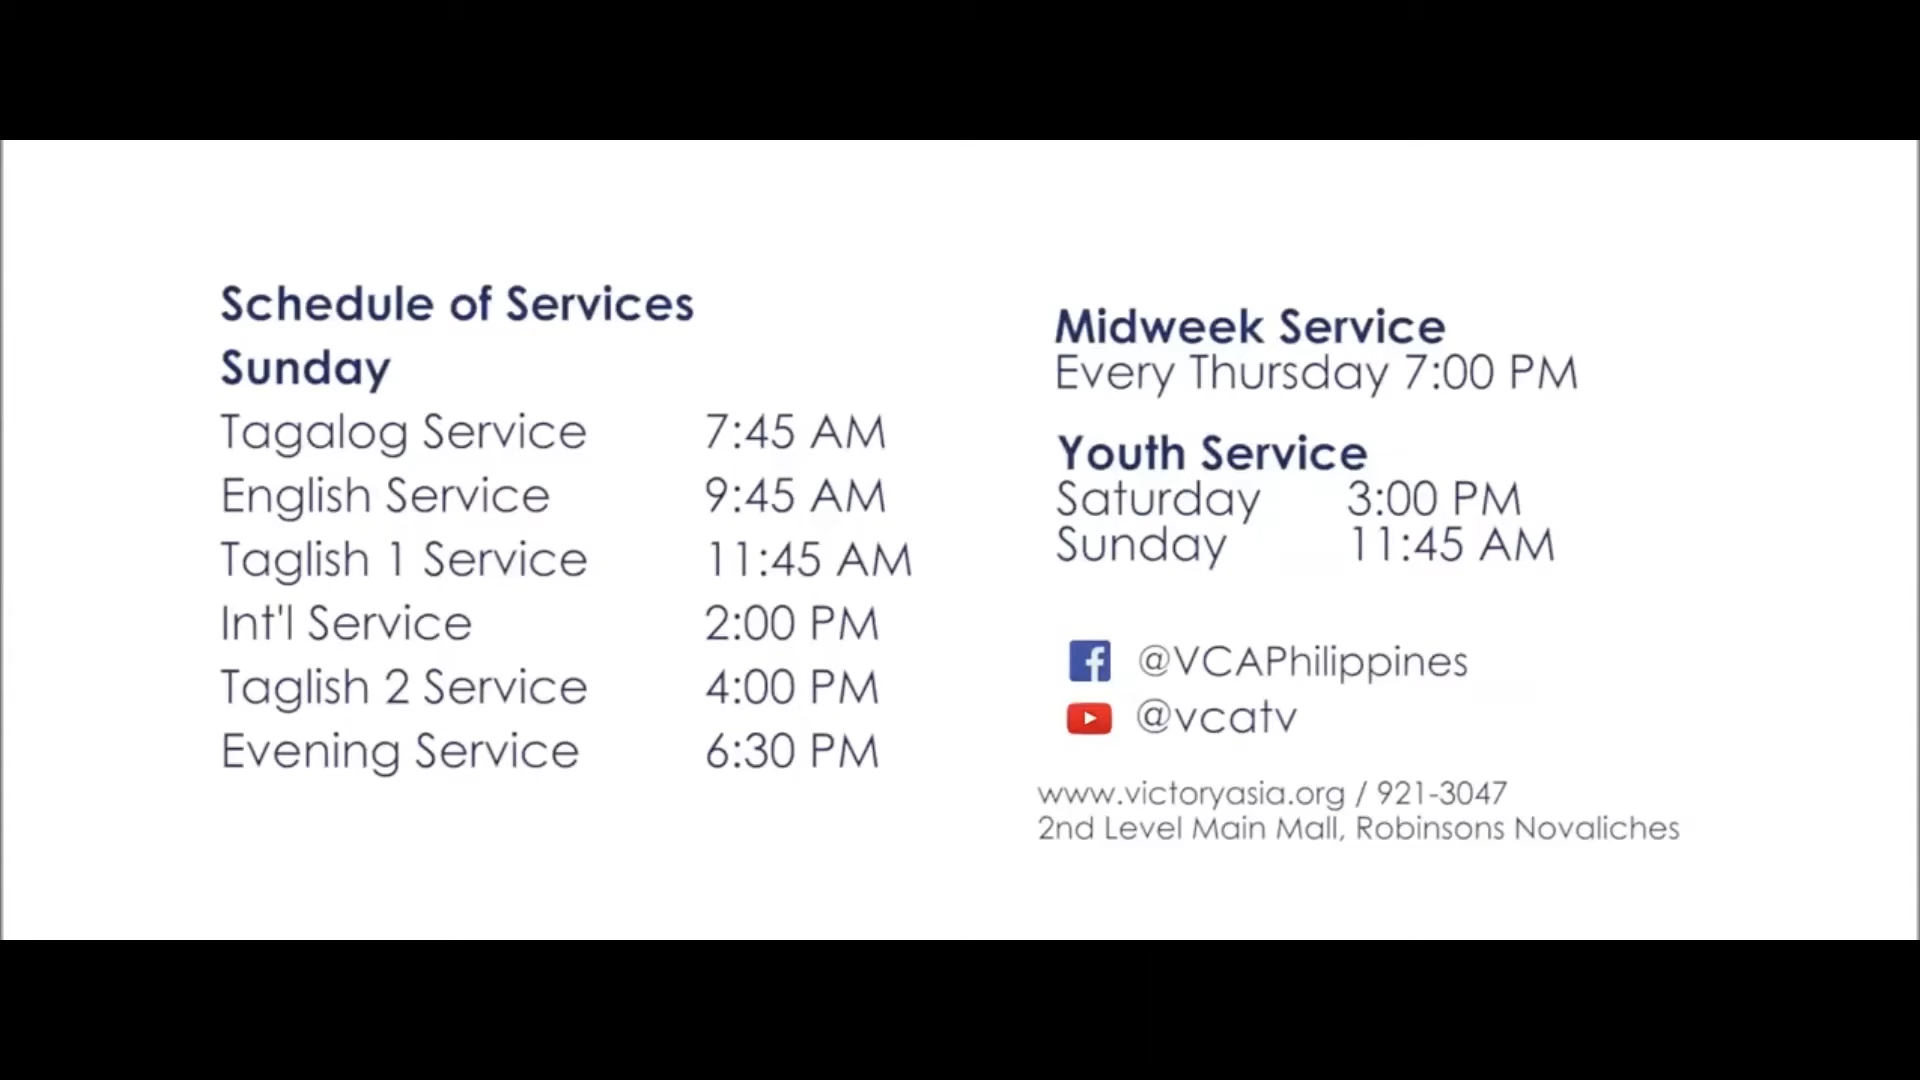 Schedule of Services
Sunday
Tagalog Service 7:45 AM
English Service 9:45 AM
Taglish 1 Service 11:45 AM
Int'l Service 2:00 PM
Taglish 2 Service 4:00 PM
Evening Service 6:30 PM
Midweek Service
Every Thursday 7:00 PM
Youth Service
Saturday 3:00 PM
Sunday 11:45 AM
@VCAPhilippines
@vcatv
www.victoryasia.org / 921-3047
2nd Level Main Mall, Robinsons Novaliches